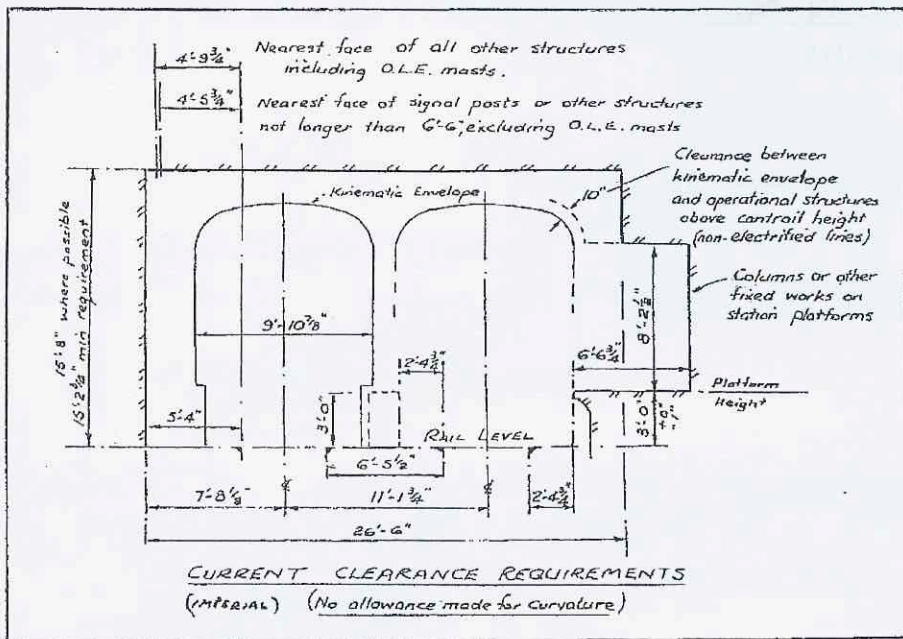 4'-9¾"
Nearest face of all other structures
including O.L.E. masts.
4'-5¾"
Nearest face of signal posts or other structures
not longer than 6'-6", excluding O.L.E. masts
Clearance between
kinematic envelope
and operational structures
above cantrail height
(non-electrified lines)
Kinematic Envelope
10"
15'-8" where possible
15'-2¾" min requirement
Columns or other
fixed works on
station platforms
9'-10⅞"
8'-2½"
2'-4¾"
6'-6¾"
Platform
Height
5'-4"
3'-0"
RAIL LEVEL
3'-0"
+0"
-1"
6'-5½"
7'-8⅛"
11'-1¾"
2'-4¾"
26'-6"
CURRENT CLEARANCE REQUIREMENTS
(IMPERIAL) (No allowance made for curvature)